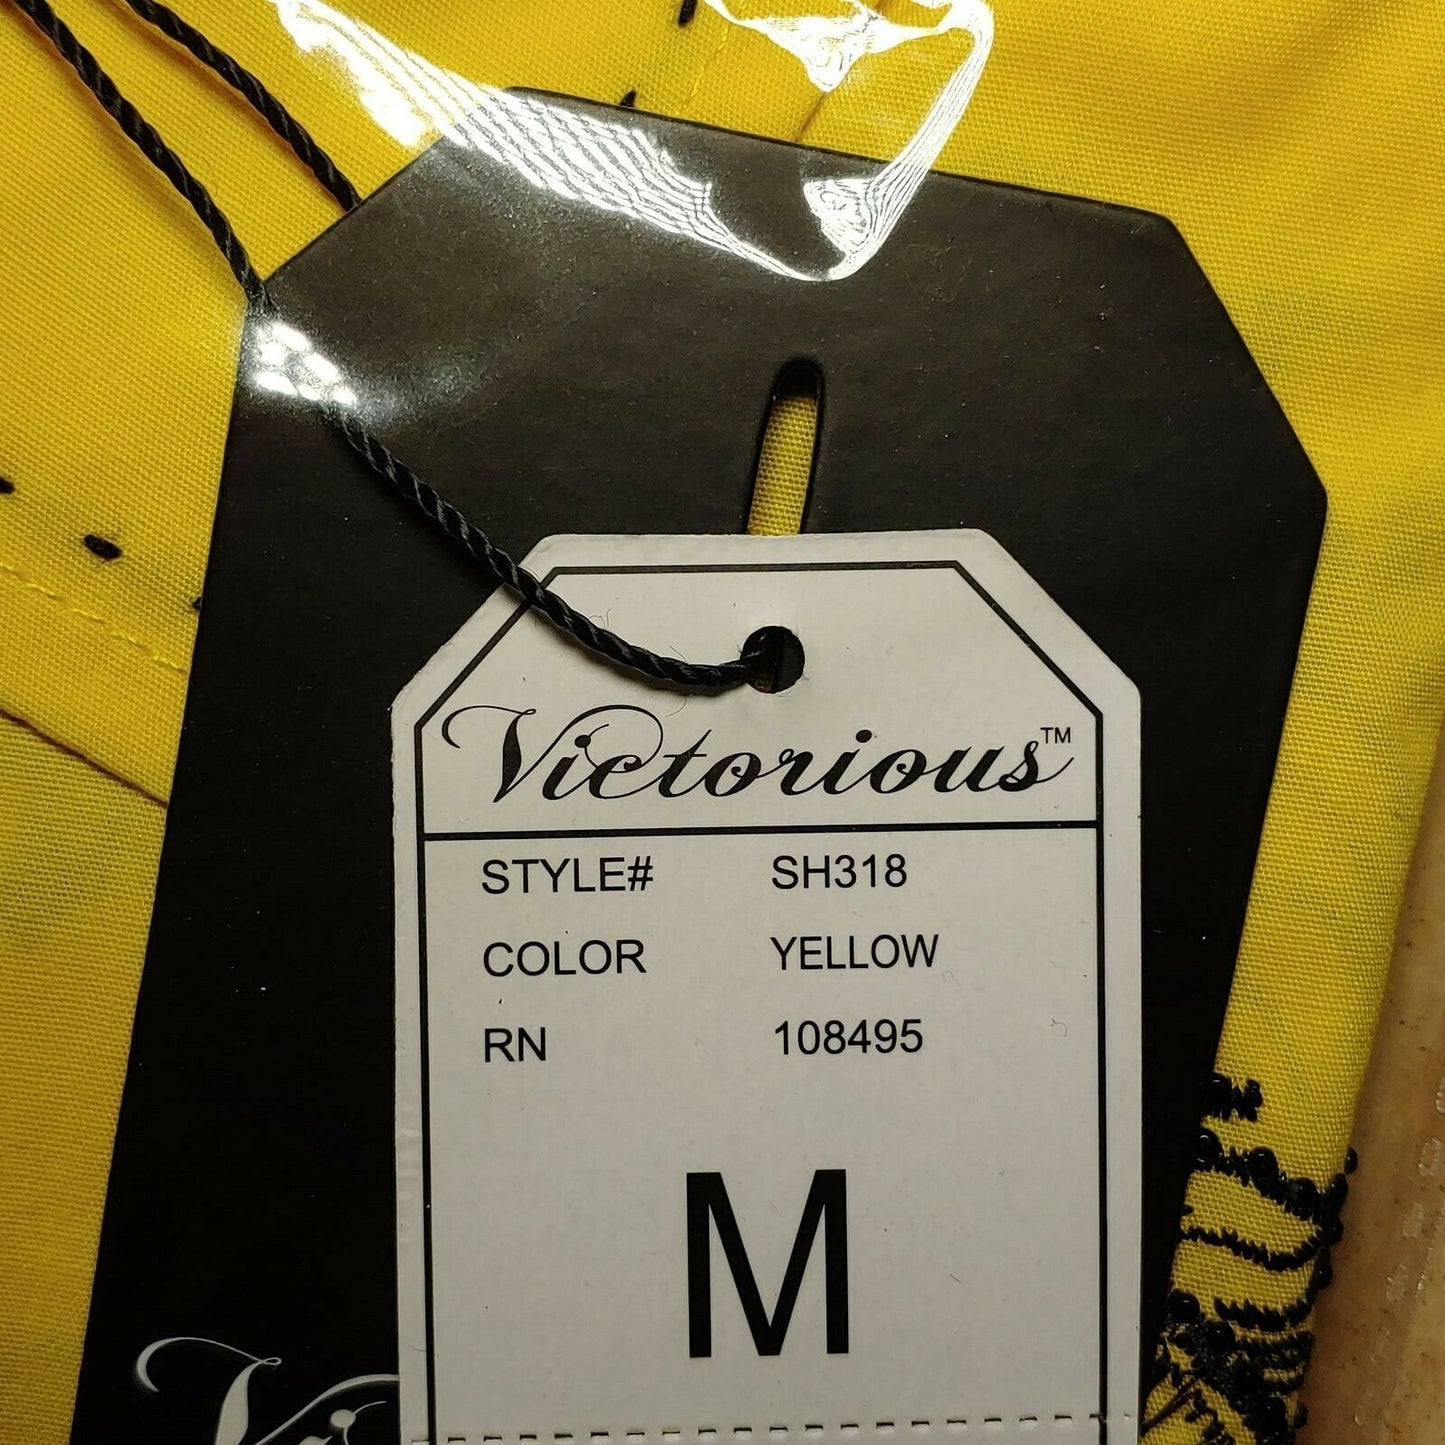 Victorious™
STYLE# SH318
COLOR YELLOW
RN 108495
M